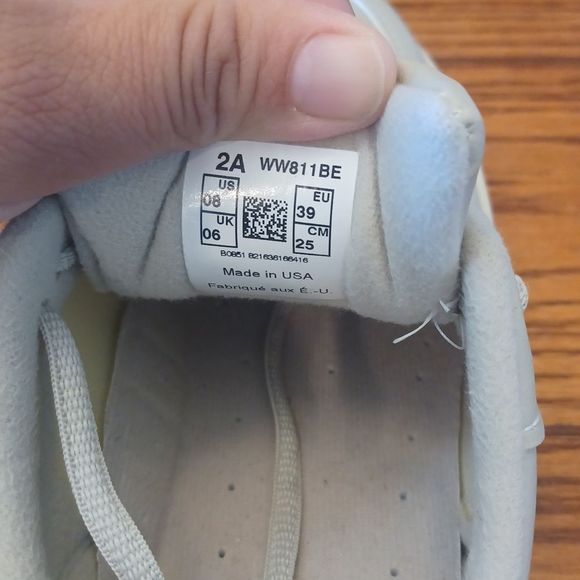 2A WW811BE
US 08 EU 39
UK 06 CM 25
B0851 821636166416
Made in USA
Fabriqué aux É.-U.